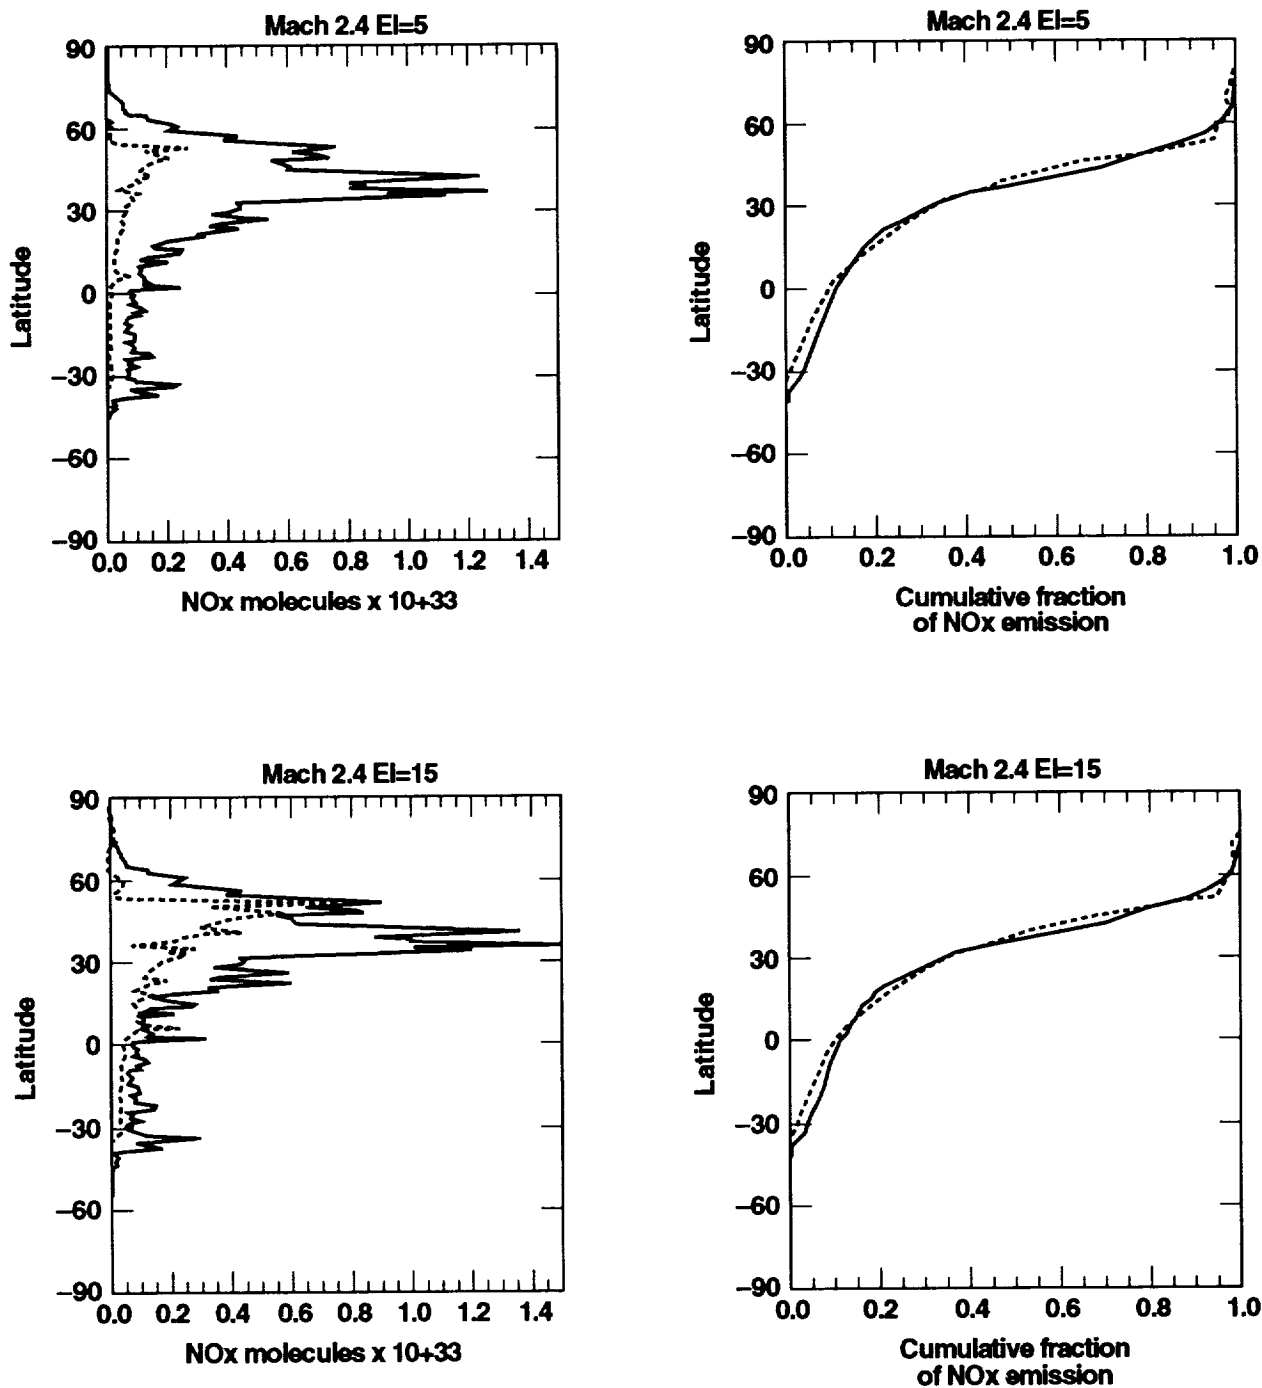 Mach 2.4 EI=5
90
60
30
0
−30
−60
−90
Latitude
0.0 0.2 0.4 0.6 0.8 1.0 1.2 1.4
NOx molecules x 10+33
Mach 2.4 EI=5
90
60
30
0
−30
−60
−90
Latitude
0.0 0.2 0.4 0.6 0.8 1.0
Cumulative fraction
of NOx emission
Mach 2.4 EI=15
90
60
30
0
−30
−60
−90
Latitude
0.0 0.2 0.4 0.6 0.8 1.0 1.2 1.4
NOx molecules x 10+33
Mach 2.4 EI=15
90
60
30
0
−30
−60
−90
Latitude
0.0 0.2 0.4 0.6 0.8 1.0
Cumulative fraction
of NOx emission